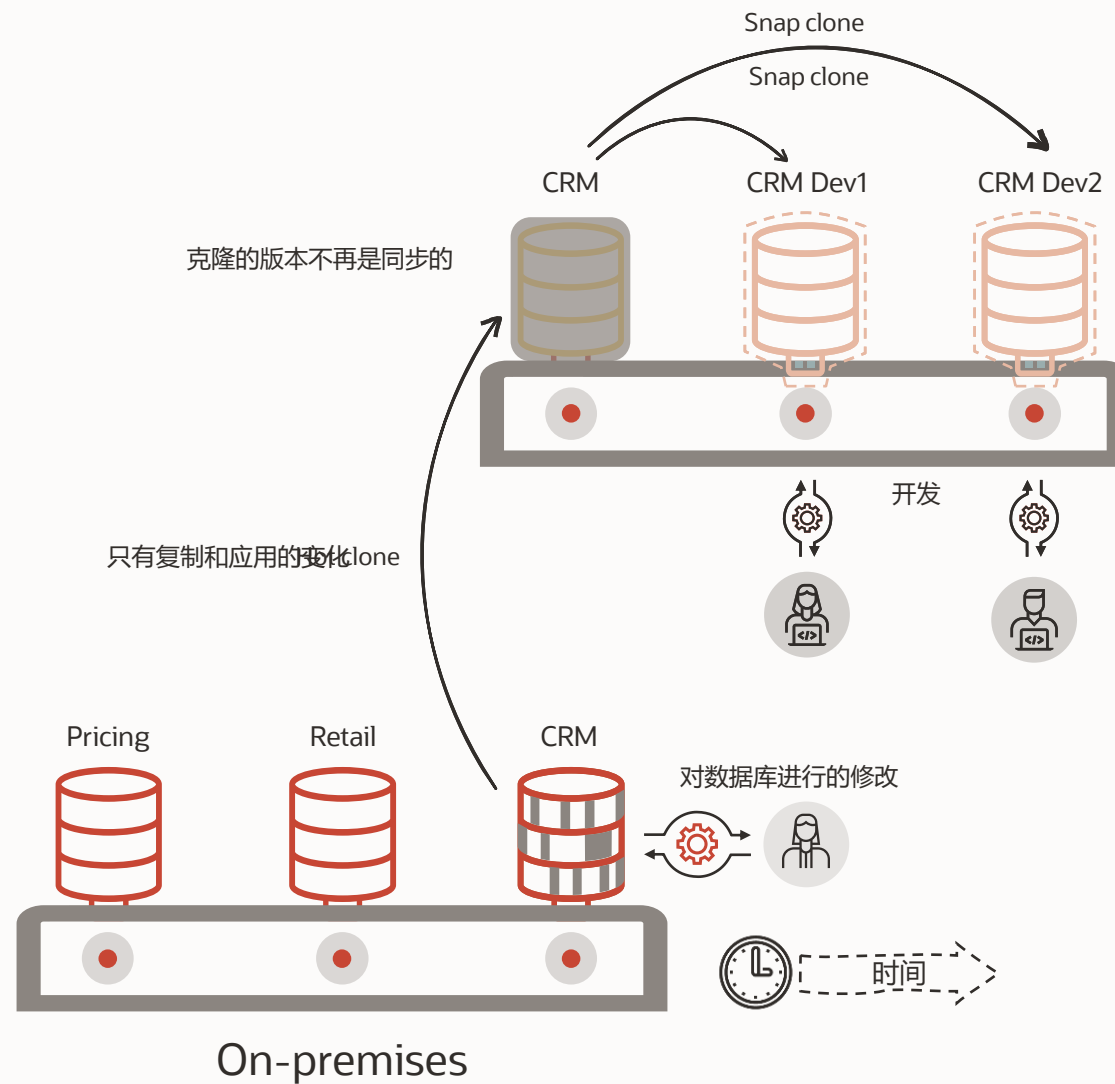 Snap clone
Snap clone
CRM
CRM Dev1
CRM Dev2
克隆的版本不再是同步的
开发
只有复制和应用的变化
Hot clone
Pricing
Retail
CRM
对数据库进行的修改
时间
On-premises